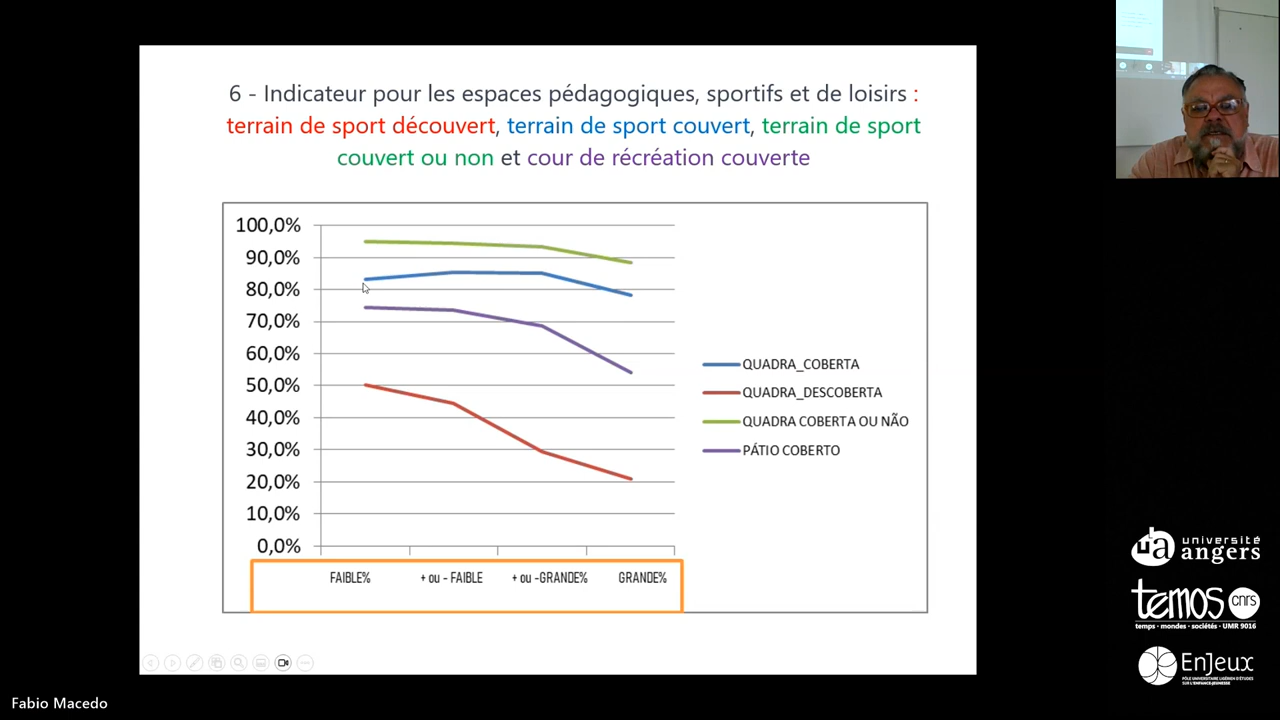 6 - Indicateur pour les espaces pédagogiques, sportifs et de loisirs :
terrain de sport découvert, terrain de sport couvert, terrain de sport
couvert ou non et cour de récréation couverte
100,0%
90,0%
80,0%
70,0%
60,0%
50,0%
40,0%
30,0%
20,0%
10,0%
0,0%
FAIBLE%
+ ou - FAIBLE
+ ou -GRANDE%
GRANDE%
QUADRA_COBERTA
QUADRA_DESCOBERTA
QUADRA COBERTA OU NÃO
PÁTIO COBERTO
ua université
angers
temos cnrs
temps • mondes • sociétés • UMR 9016
EnJeux
PÔLE UNIVERSITAIRE LIGÉRIEN D'ÉTUDES
SUR L'ENFANCE-JEUNESSE
Fabio Macedo